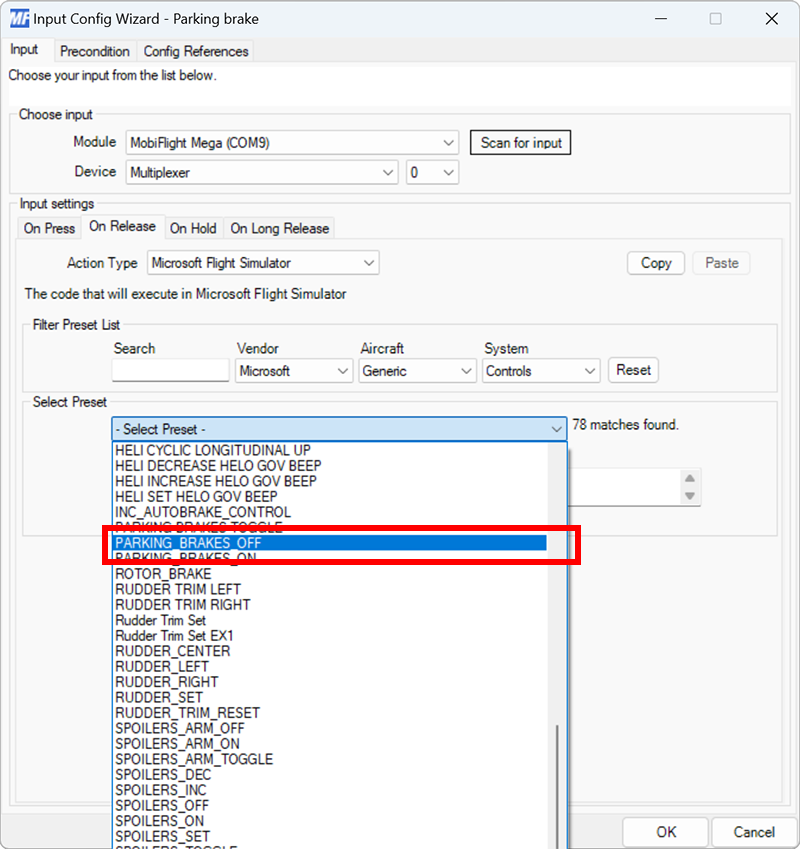 MF Input Config Wizard - Parking brake
Input Precondition Config References
Choose your input from the list below.
Choose input
Module MobiFlight Mega (COM9) Scan for input
Device Multiplexer 0
Input settings
On Press On Release On Hold On Long Release
Action Type Microsoft Flight Simulator Copy Paste
The code that will execute in Microsoft Flight Simulator
Filter Preset List
Search Vendor Aircraft System
Microsoft Generic Controls Reset
Select Preset
- Select Preset - 78 matches found.
HELI CYCLIC LONGITUDINAL UP
HELI DECREASE HELO GOV BEEP
HELI INCREASE HELO GOV BEEP
HELI SET HELO GOV BEEP
INC_AUTOBRAKE_CONTROL
PARKING BRAKES TOGGLE
PARKING_BRAKES_OFF
PARKING_BRAKES_ON
ROTOR_BRAKE
RUDDER TRIM LEFT
RUDDER TRIM RIGHT
Rudder Trim Set
Rudder Trim Set EX1
RUDDER_CENTER
RUDDER_LEFT
RUDDER_RIGHT
RUDDER_SET
RUDDER_TRIM_RESET
SPOILERS_ARM_OFF
SPOILERS_ARM_ON
SPOILERS_ARM_TOGGLE
SPOILERS_DEC
SPOILERS_INC
SPOILERS_OFF
SPOILERS_ON
SPOILERS_SET
SPOILERS_TOGGLE
OK Cancel